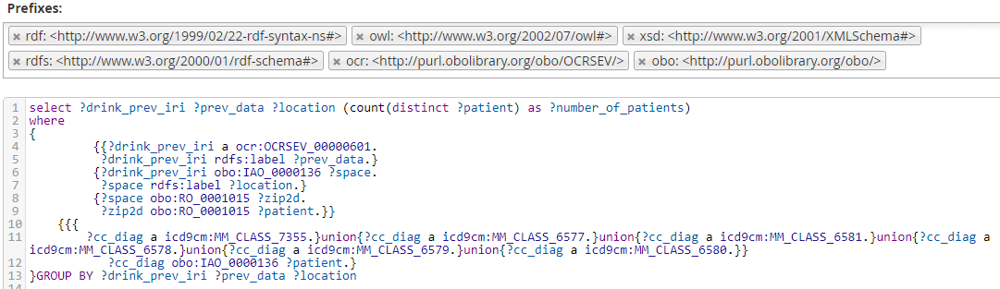 Prefixes:
× rdf: <http://www.w3.org/1999/02/22-rdf-syntax-ns#> × owl: <http://www.w3.org/2002/07/owl#> × xsd: <http://www.w3.org/2001/XMLSchema#>
× rdfs: <http://www.w3.org/2000/01/rdf-schema#> × ocr: <http://purl.obolibrary.org/obo/OCRSEV/> × obo: <http://purl.obolibrary.org/obo/>
1 select ?drink_prev_iri ?prev_data ?location (count(distinct ?patient) as ?number_of_patients)
2 where
3 {
4 {{?drink_prev_iri a ocr:OCRSEV_00000601.
5 ?drink_prev_iri rdfs:label ?prev_data.}
6 {?drink_prev_iri obo:IAO_0000136 ?space.
7 ?space rdfs:label ?location.}
8 {?space obo:RO_0001015 ?zip2d.
9 ?zip2d obo:RO_0001015 ?patient.}}
10 {{{
11 ?cc_diag a icd9cm:MM_CLASS_7355.}union{?cc_diag a icd9cm:MM_CLASS_6577.}union{?cc_diag a icd9cm:MM_CLASS_6581.}union{?cc_diag a
icd9cm:MM_CLASS_6578.}union{?cc_diag a icd9cm:MM_CLASS_6579.}union{?cc_diag a icd9cm:MM_CLASS_6580.}}
12 ?cc_diag obo:IAO_0000136 ?patient.}
13 }GROUP BY ?drink_prev_iri ?prev_data ?location
14